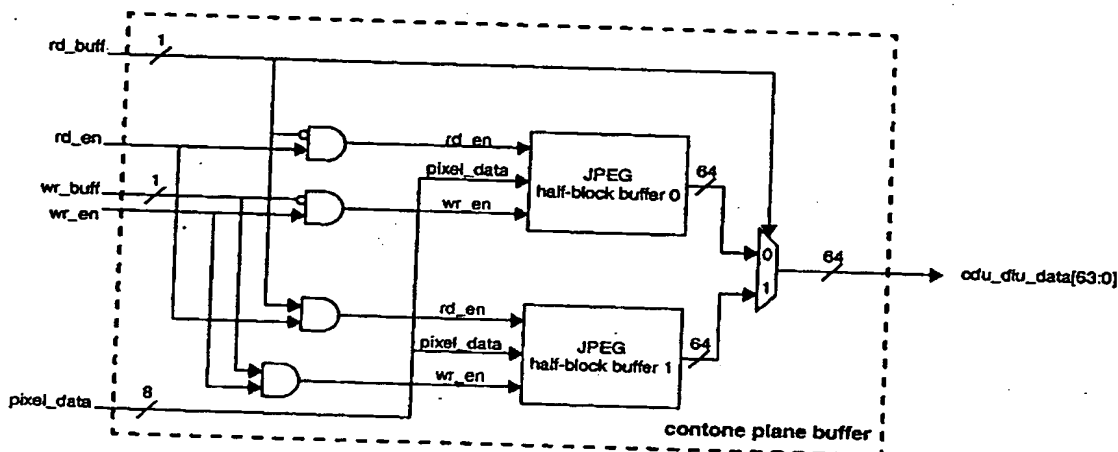 rd_buff 1
rd_en
wr_buff 1
wr_en
rd_en
pixel_data
wr_en
JPEG
half-block buffer 0
64
0
1
64
cdu_diu_data[63:0]
rd_en
pixel_data
wr_en
JPEG
half-block buffer 1
64
pixel_data 8
contone plane buffer